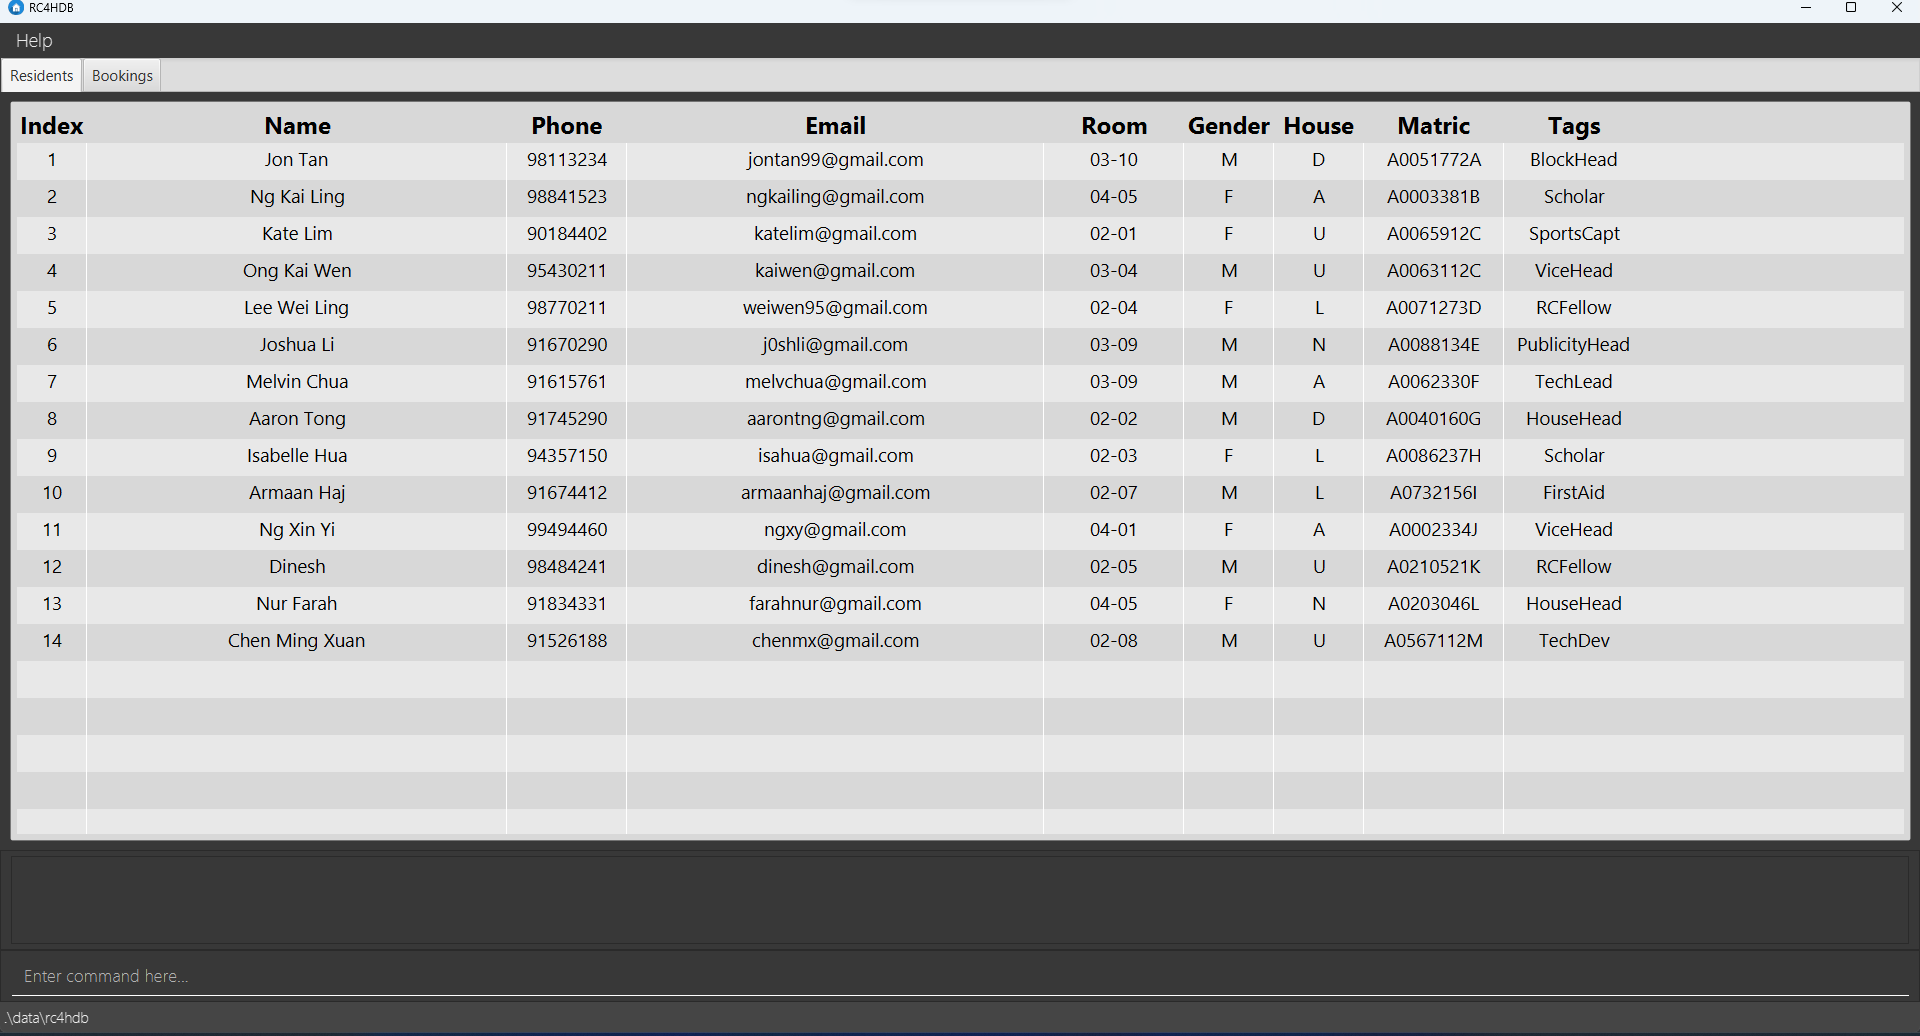 RC4HDB
Help
Residents Bookings
Index Name Phone Email Room Gender House Matric Tags
1 Jon Tan 98113234 jontan99@gmail.com 03-10 M D A0051772A BlockHead
2 Ng Kai Ling 98841523 ngkailing@gmail.com 04-05 F A A0003381B Scholar
3 Kate Lim 90184402 katelim@gmail.com 02-01 F U A0065912C SportsCapt
4 Ong Kai Wen 95430211 kaiwen@gmail.com 03-04 M U A0063112C ViceHead
5 Lee Wei Ling 98770211 weiwen95@gmail.com 02-04 F L A0071273D RCFellow
6 Joshua Li 91670290 j0shli@gmail.com 03-09 M N A0088134E PublicityHead
7 Melvin Chua 91615761 melvchua@gmail.com 03-09 M A A0062330F TechLead
8 Aaron Tong 91745290 aarontng@gmail.com 02-02 M D A0040160G HouseHead
9 Isabelle Hua 94357150 isahua@gmail.com 02-03 F L A0086237H Scholar
10 Armaan Haj 91674412 armaanhaj@gmail.com 02-07 M L A0732156I FirstAid
11 Ng Xin Yi 99494460 ngxy@gmail.com 04-01 F A A0002334J ViceHead
12 Dinesh 98484241 dinesh@gmail.com 02-05 M U A0210521K RCFellow
13 Nur Farah 91834331 farahnur@gmail.com 04-05 F N A0203046L HouseHead
14 Chen Ming Xuan 91526188 chenmx@gmail.com 02-08 M U A0567112M TechDev
Enter command here...
.\data\rc4hdb